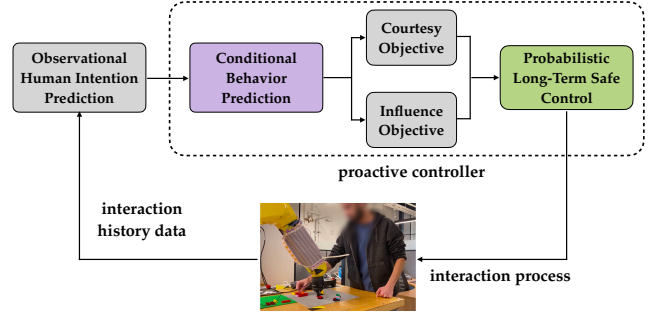 Observational
Human Intention
Prediction
Conditional
Behavior
Prediction
Courtesy
Objective
Influence
Objective
Probabilistic
Long-Term Safe
Control
proactive controller
interaction
history data
interaction process